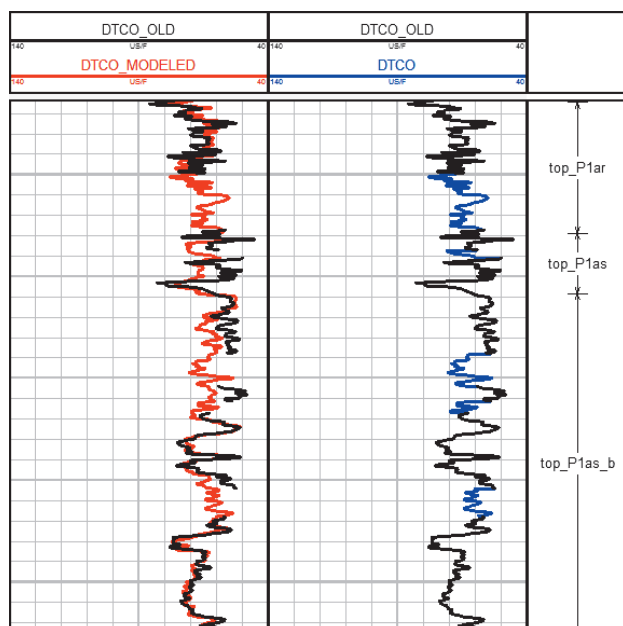 DTCO_OLD
140 US/F 40
DTCO_MODELED
140 US/F 40
DTCO_OLD
140 US/F 40
DTCO
140 US/F 40
top_P1ar
top_P1as
top_P1as_b